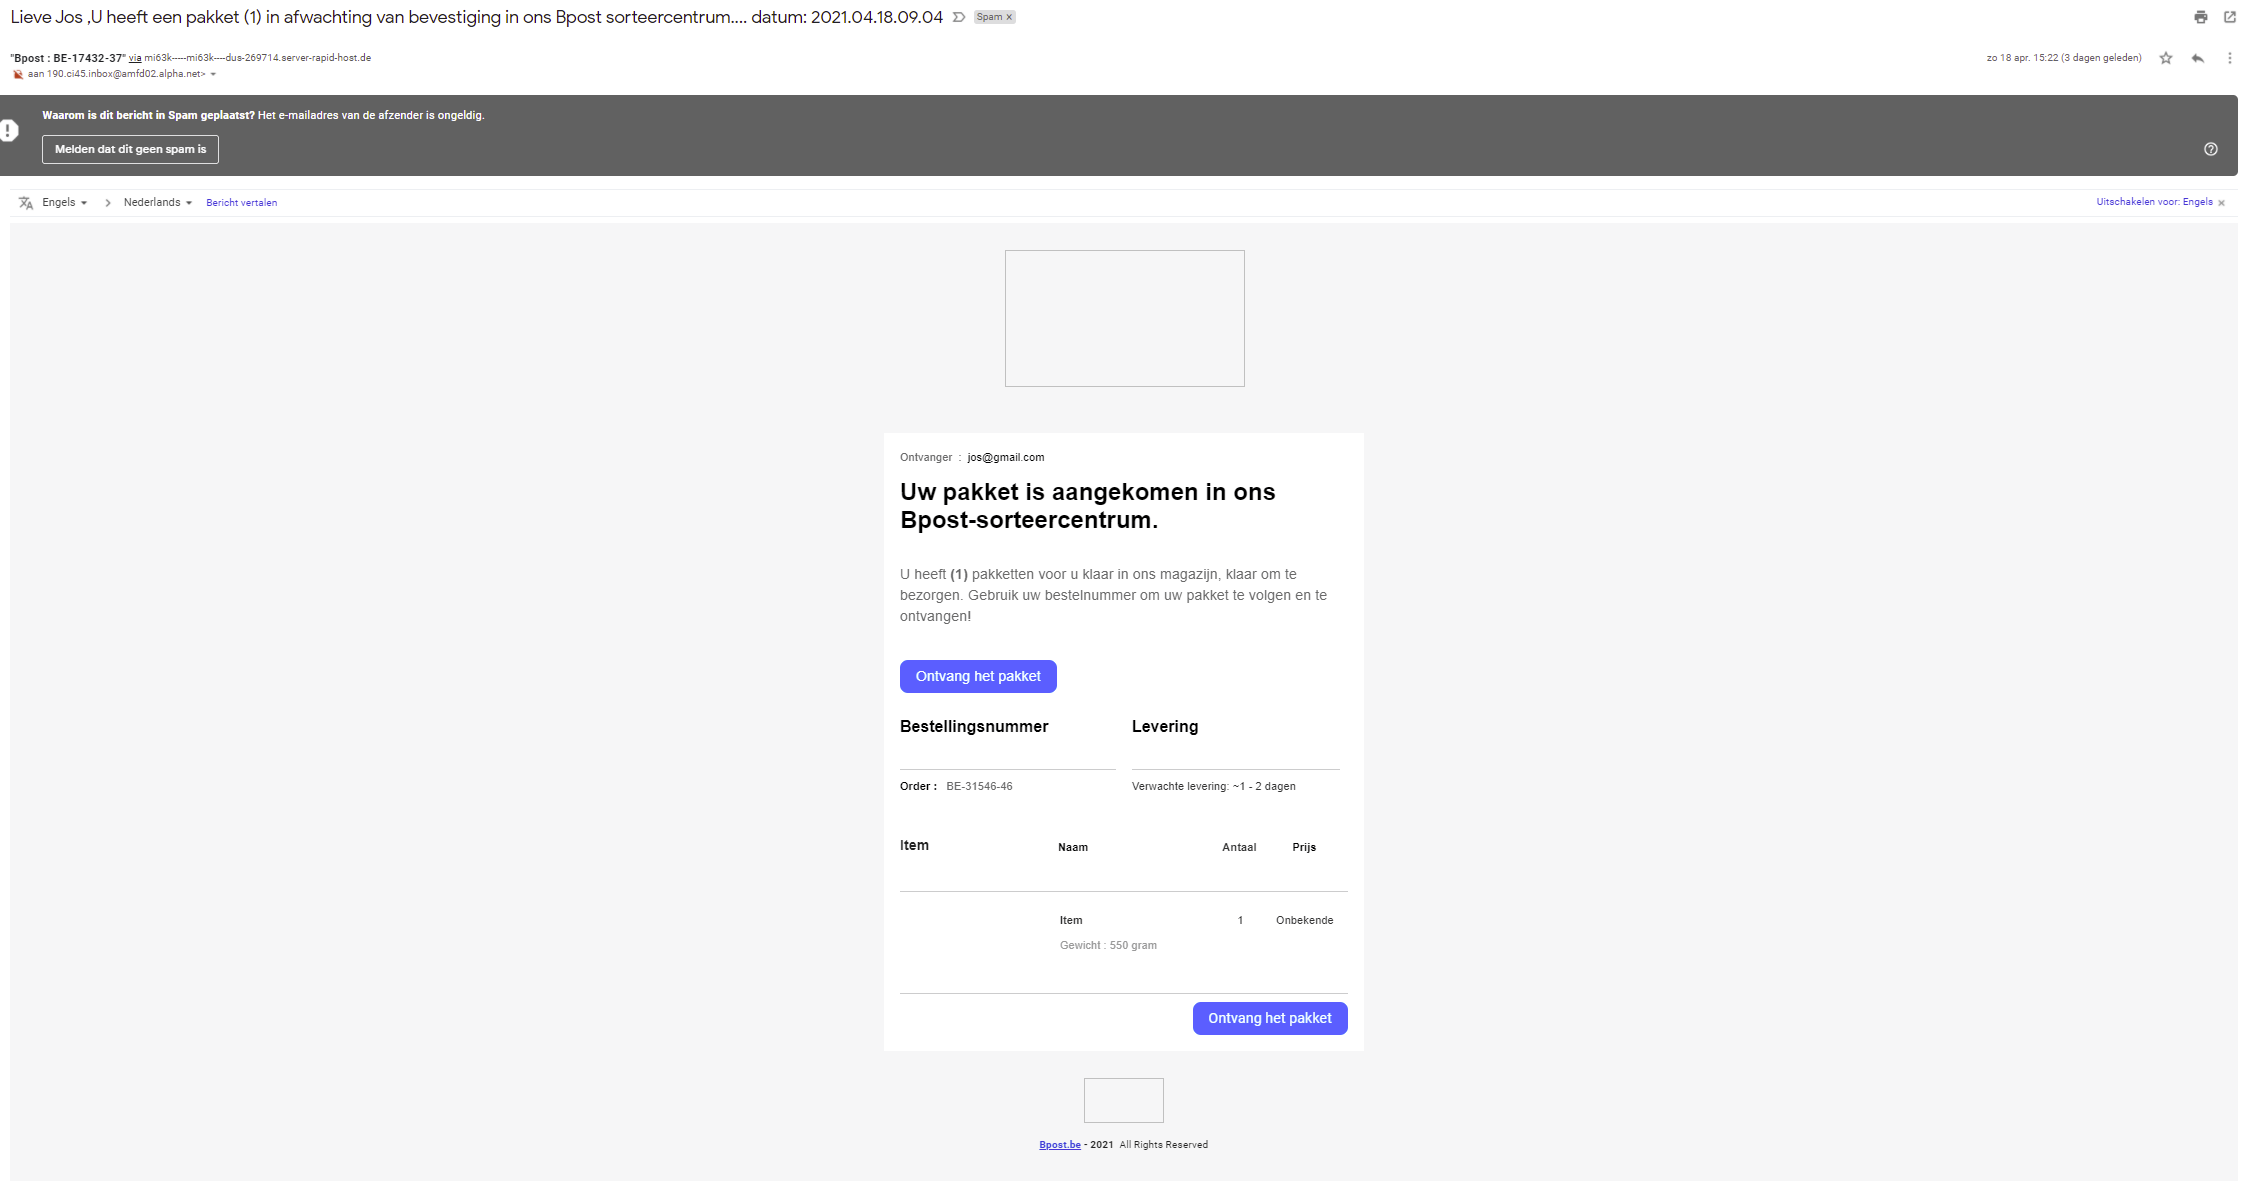 Lieve Jos ,U heeft een pakket (1) in afwachting van bevestiging in ons Bpost sorteercentrum.... datum: 2021.04.18.09.04 Spam x
"Bpost : BE-17432-37" via mi63k-----mi63k----dus-269714.server-rapid-host.de
zo 18 apr. 15:22 (3 dagen geleden)
aan 190.ci45.inbox@amfd02.alpha.net>
Waarom is dit bericht in Spam geplaatst? Het e-mailadres van de afzender is ongeldig.
Melden dat dit geen spam is
Engels > Nederlands Bericht vertalen
Uitschakelen voor: Engels x
Ontvanger : jos@gmail.com
Uw pakket is aangekomen in ons
Bpost-sorteercentrum.
U heeft (1) pakketten voor u klaar in ons magazijn, klaar om te
bezorgen. Gebruik uw bestelnummer om uw pakket te volgen en te
ontvangen!
Ontvang het pakket
Bestellingsnummer Levering
Order : BE-31546-46 Verwachte levering: ~1 - 2 dagen
Item Naam Antaal Prijs
Item 1 Onbekende
Gewicht : 550 gram
Ontvang het pakket
Bpost.be - 2021 All Rights Reserved